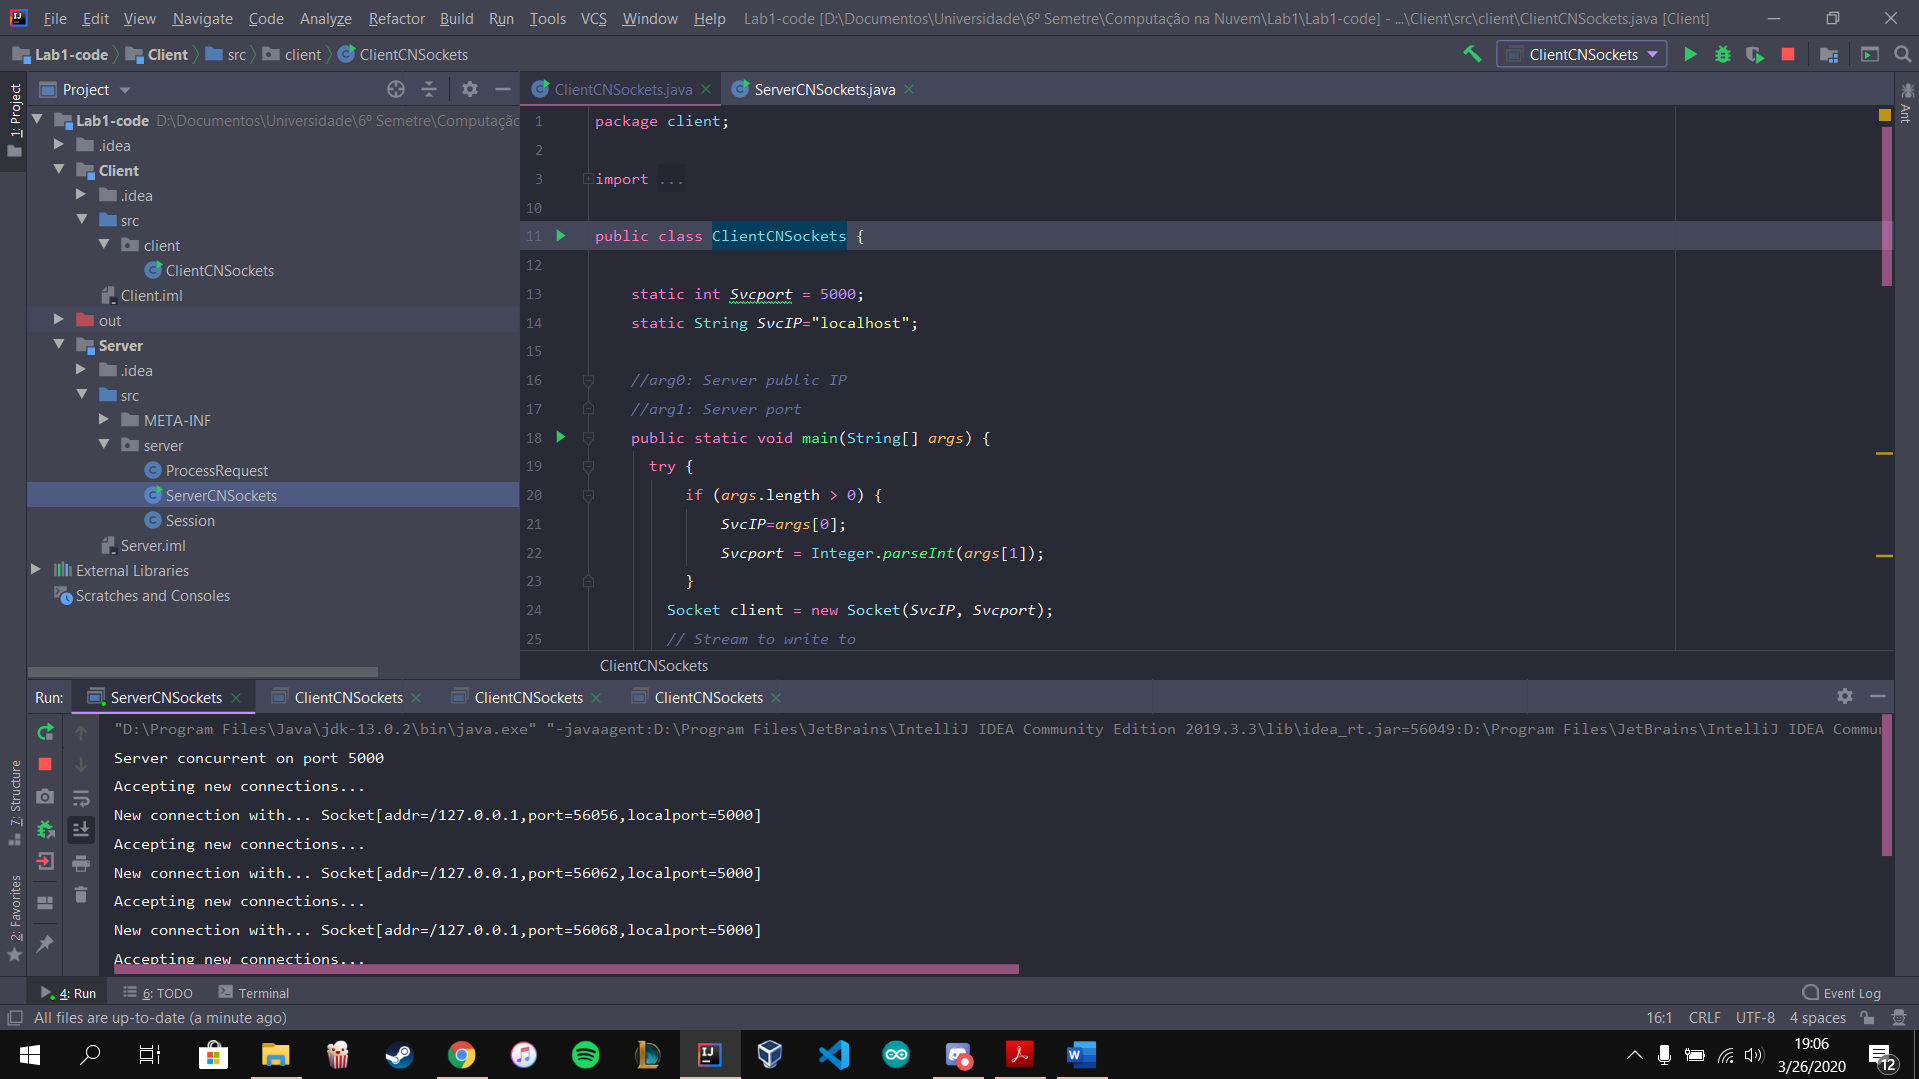 File Edit View Navigate Code Analyze Refactor Build Run Tools VCS Window Help Lab1-code [D:\Documentos\Universidade\6º Semetre\Computação na Nuvem\Lab1\Lab1-code] - ...\Client\src\client\ClientCNSockets.java [Client]
Lab1-code Client src client ClientCNSockets ClientCNSockets
1: Project
Project
ClientCNSockets.java ServerCNSockets.java
Ant
Lab1-code D:\Documentos\Universidade\6º Semetre\Computação
.idea
Client
.idea
src
client
ClientCNSockets
Client.iml
out
Server
.idea
src
META-INF
server
ProcessRequest
ServerCNSockets
Session
Server.iml
External Libraries
Scratches and Consoles
1 package client;
2
3 import ...
10
11 public class ClientCNSockets {
12
13 static int Svcport = 5000;
14 static String SvcIP="localhost";
15
16 //arg0: Server public IP
17 //arg1: Server port
18 public static void main(String[] args) {
19 try {
20 if (args.length > 0) {
21 SvcIP=args[0];
22 Svcport = Integer.parseInt(args[1]);
23 }
24 Socket client = new Socket(SvcIP, Svcport);
25 // Stream to write to
ClientCNSockets
Run: ServerCNSockets ClientCNSockets ClientCNSockets ClientCNSockets
7: Structure
2: Favorites
"D:\Program Files\Java\jdk-13.0.2\bin\java.exe" "-javaagent:D:\Program Files\JetBrains\IntelliJ IDEA Community Edition 2019.3.3\lib\idea_rt.jar=56049:D:\Program Files\JetBrains\IntelliJ IDEA Commu
Server concurrent on port 5000
Accepting new connections...
New connection with... Socket[addr=/127.0.0.1,port=56056,localport=5000]
Accepting new connections...
New connection with... Socket[addr=/127.0.0.1,port=56062,localport=5000]
Accepting new connections...
New connection with... Socket[addr=/127.0.0.1,port=56068,localport=5000]
Accepting new connections...
4: Run 6: TODO Terminal Event Log
All files are up-to-date (a minute ago) 16:1 CRLF UTF-8 4 spaces
19:06
3/26/2020
12